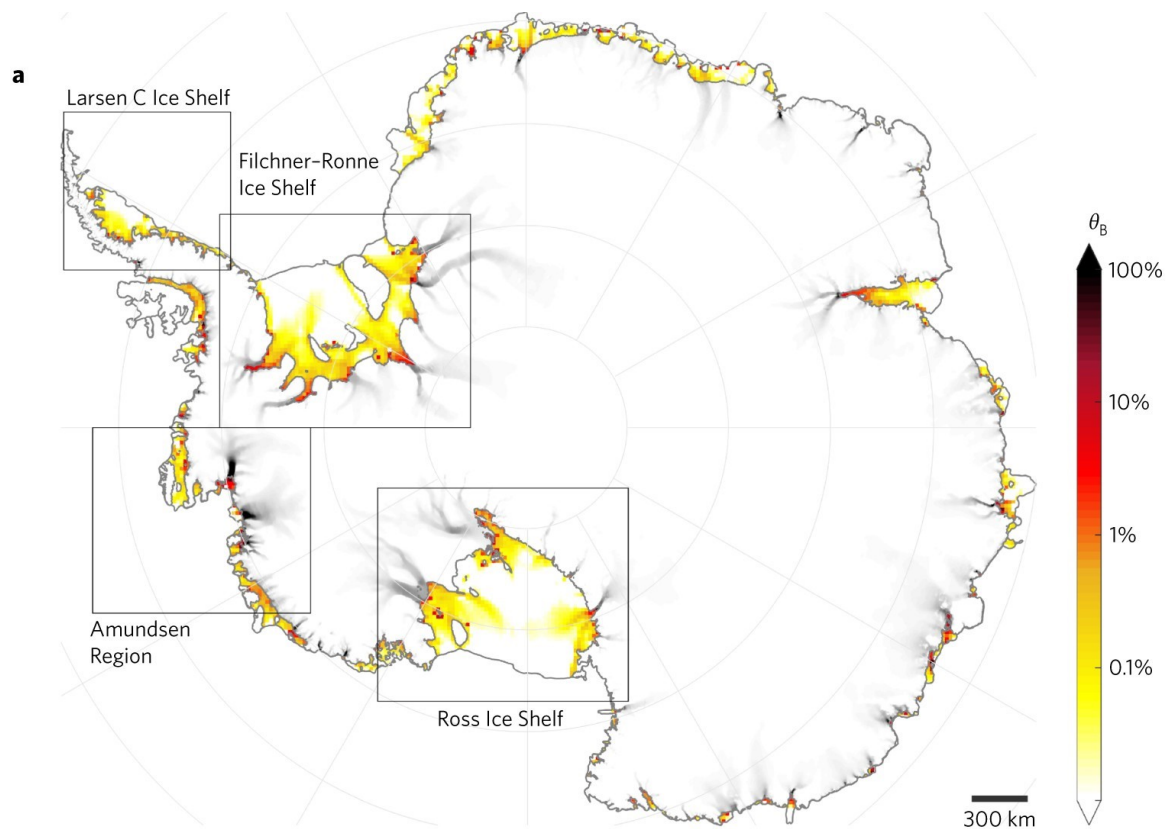 a
Larsen C Ice Shelf
Filchner–Ronne
Ice Shelf
θB
100%
10%
1%
0.1%
Amundsen
Region
Ross Ice Shelf
300 km